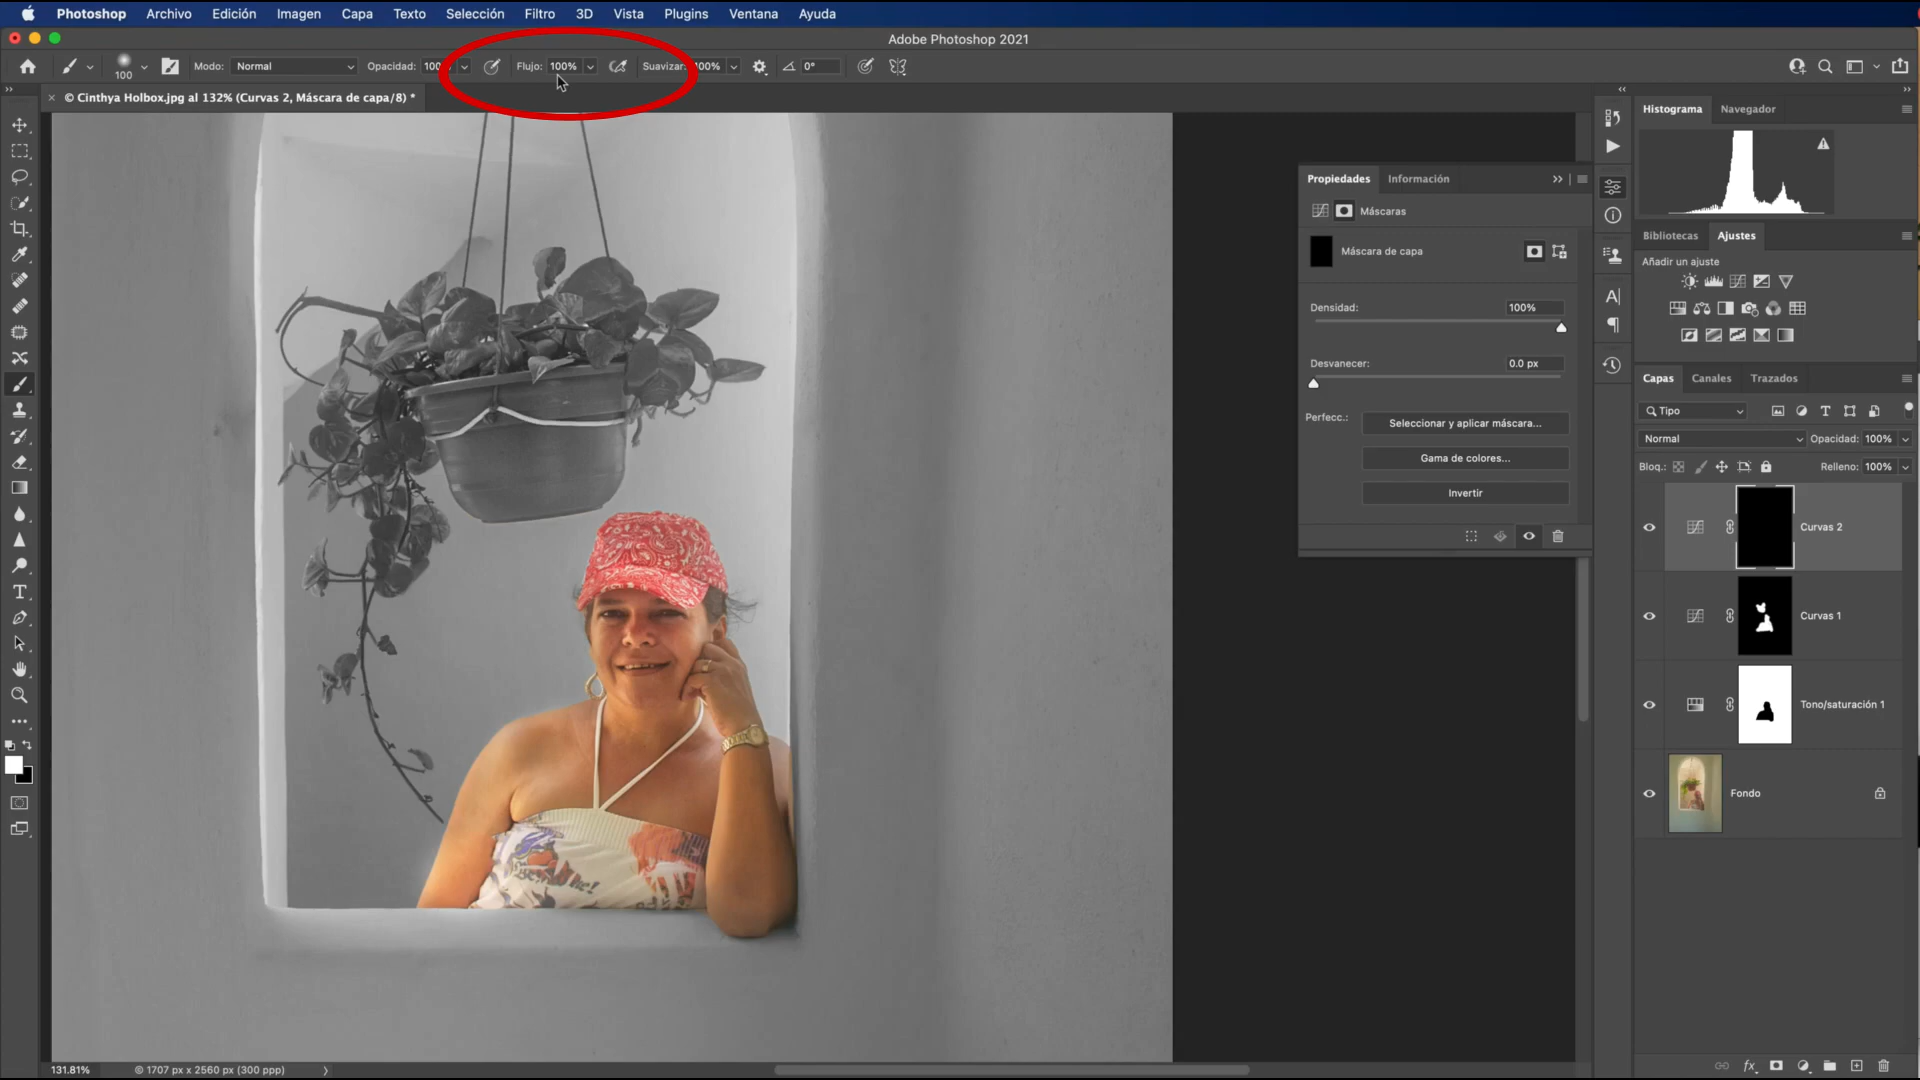 Photoshop Archivo Edición Imagen Capa Texto Selección Filtro 3D Vista Plugins Ventana Ayuda
Adobe Photoshop 2021
100 Modo: Normal Opacidad: 100% Flujo: 100% Suavizar: 100% 0°
© Cinthya Holbox.jpg al 132% (Curvas 2, Máscara de capa/8) *
Histograma Navegador
Propiedades Información
Máscaras
Máscara de capa
Densidad: 100%
Desvanecer: 0.0 px
Perfecc.: Seleccionar y aplicar máscara...
Gama de colores...
Invertir
Bibliotecas Ajustes
Añadir un ajuste
Capas Canales Trazados
Tipo
Normal Opacidad: 100%
Bloq.: Relleno: 100%
Curvas 2
Curvas 1
Tono/saturación 1
Fondo
131.81% © 1707 px x 2560 px (300 ppp)